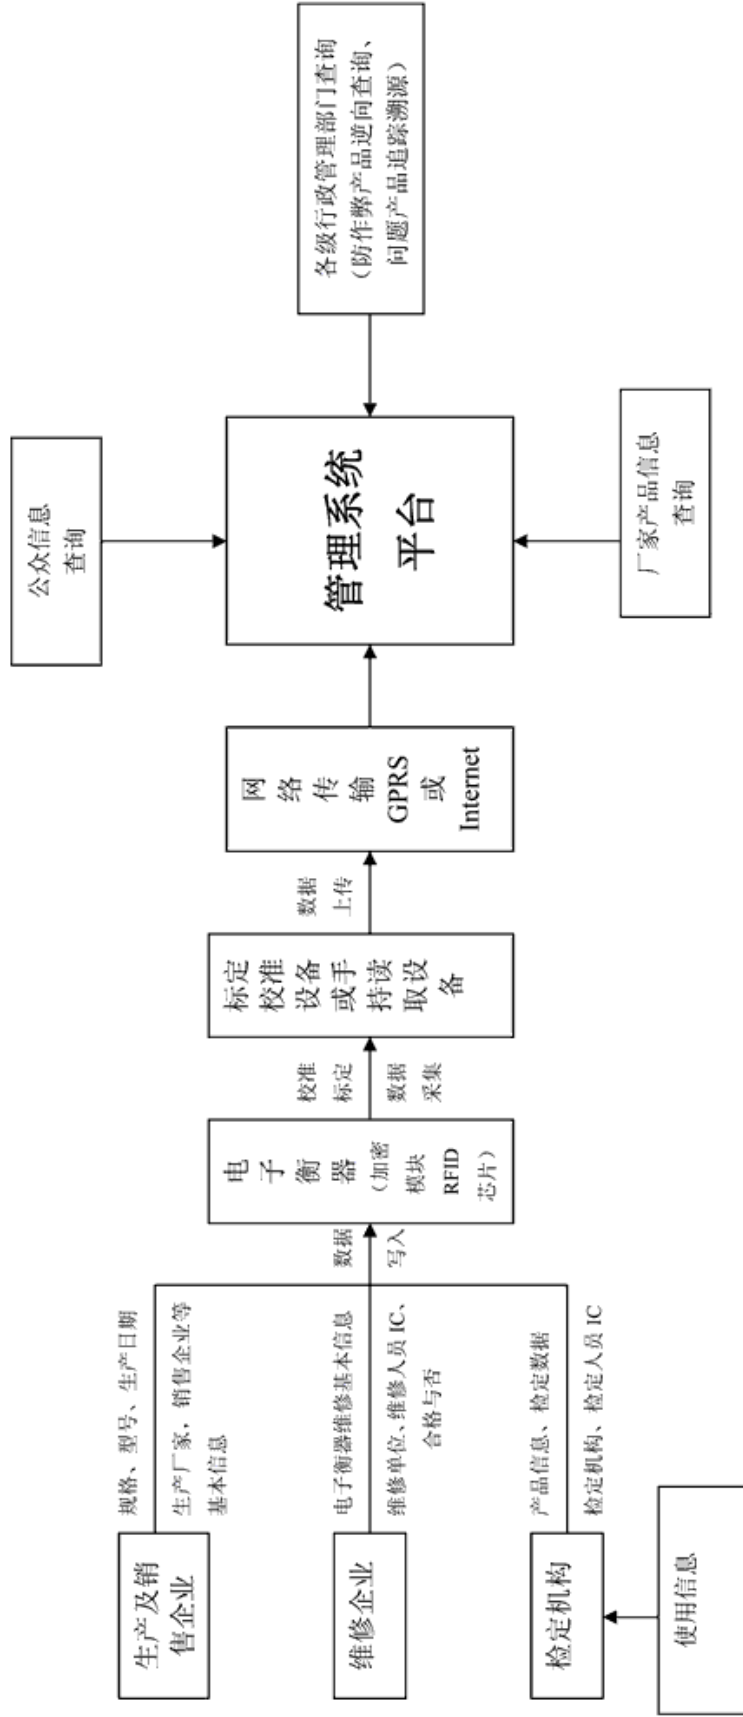 生产及销
售企业
规格、型号、生产日期
生产厂家，销售企业等
基本信息
维修企业
电子衡器维修基本信息
维修单位、维修人员IC、
合格与否
检定机构
产品信息、检定数据
检定机构、检定人员IC
使用信息
数据
写入
电
子
衡
器
（加密
模块
RFID
芯片）
校准
标定
数据
采集
标定
校准
设备
或手
持读
取设
备
数据
上传
网
络
传
输
GPRS
或
Internet
管理系统
平台
公众信息
查询
厂家产品信息
查询
各级行政管理部门查询
（防作弊产品逆向查询、
问题产品追踪溯源）